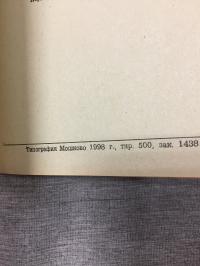 Типография Мошково 1998 г., тир. 500, зак. 1438